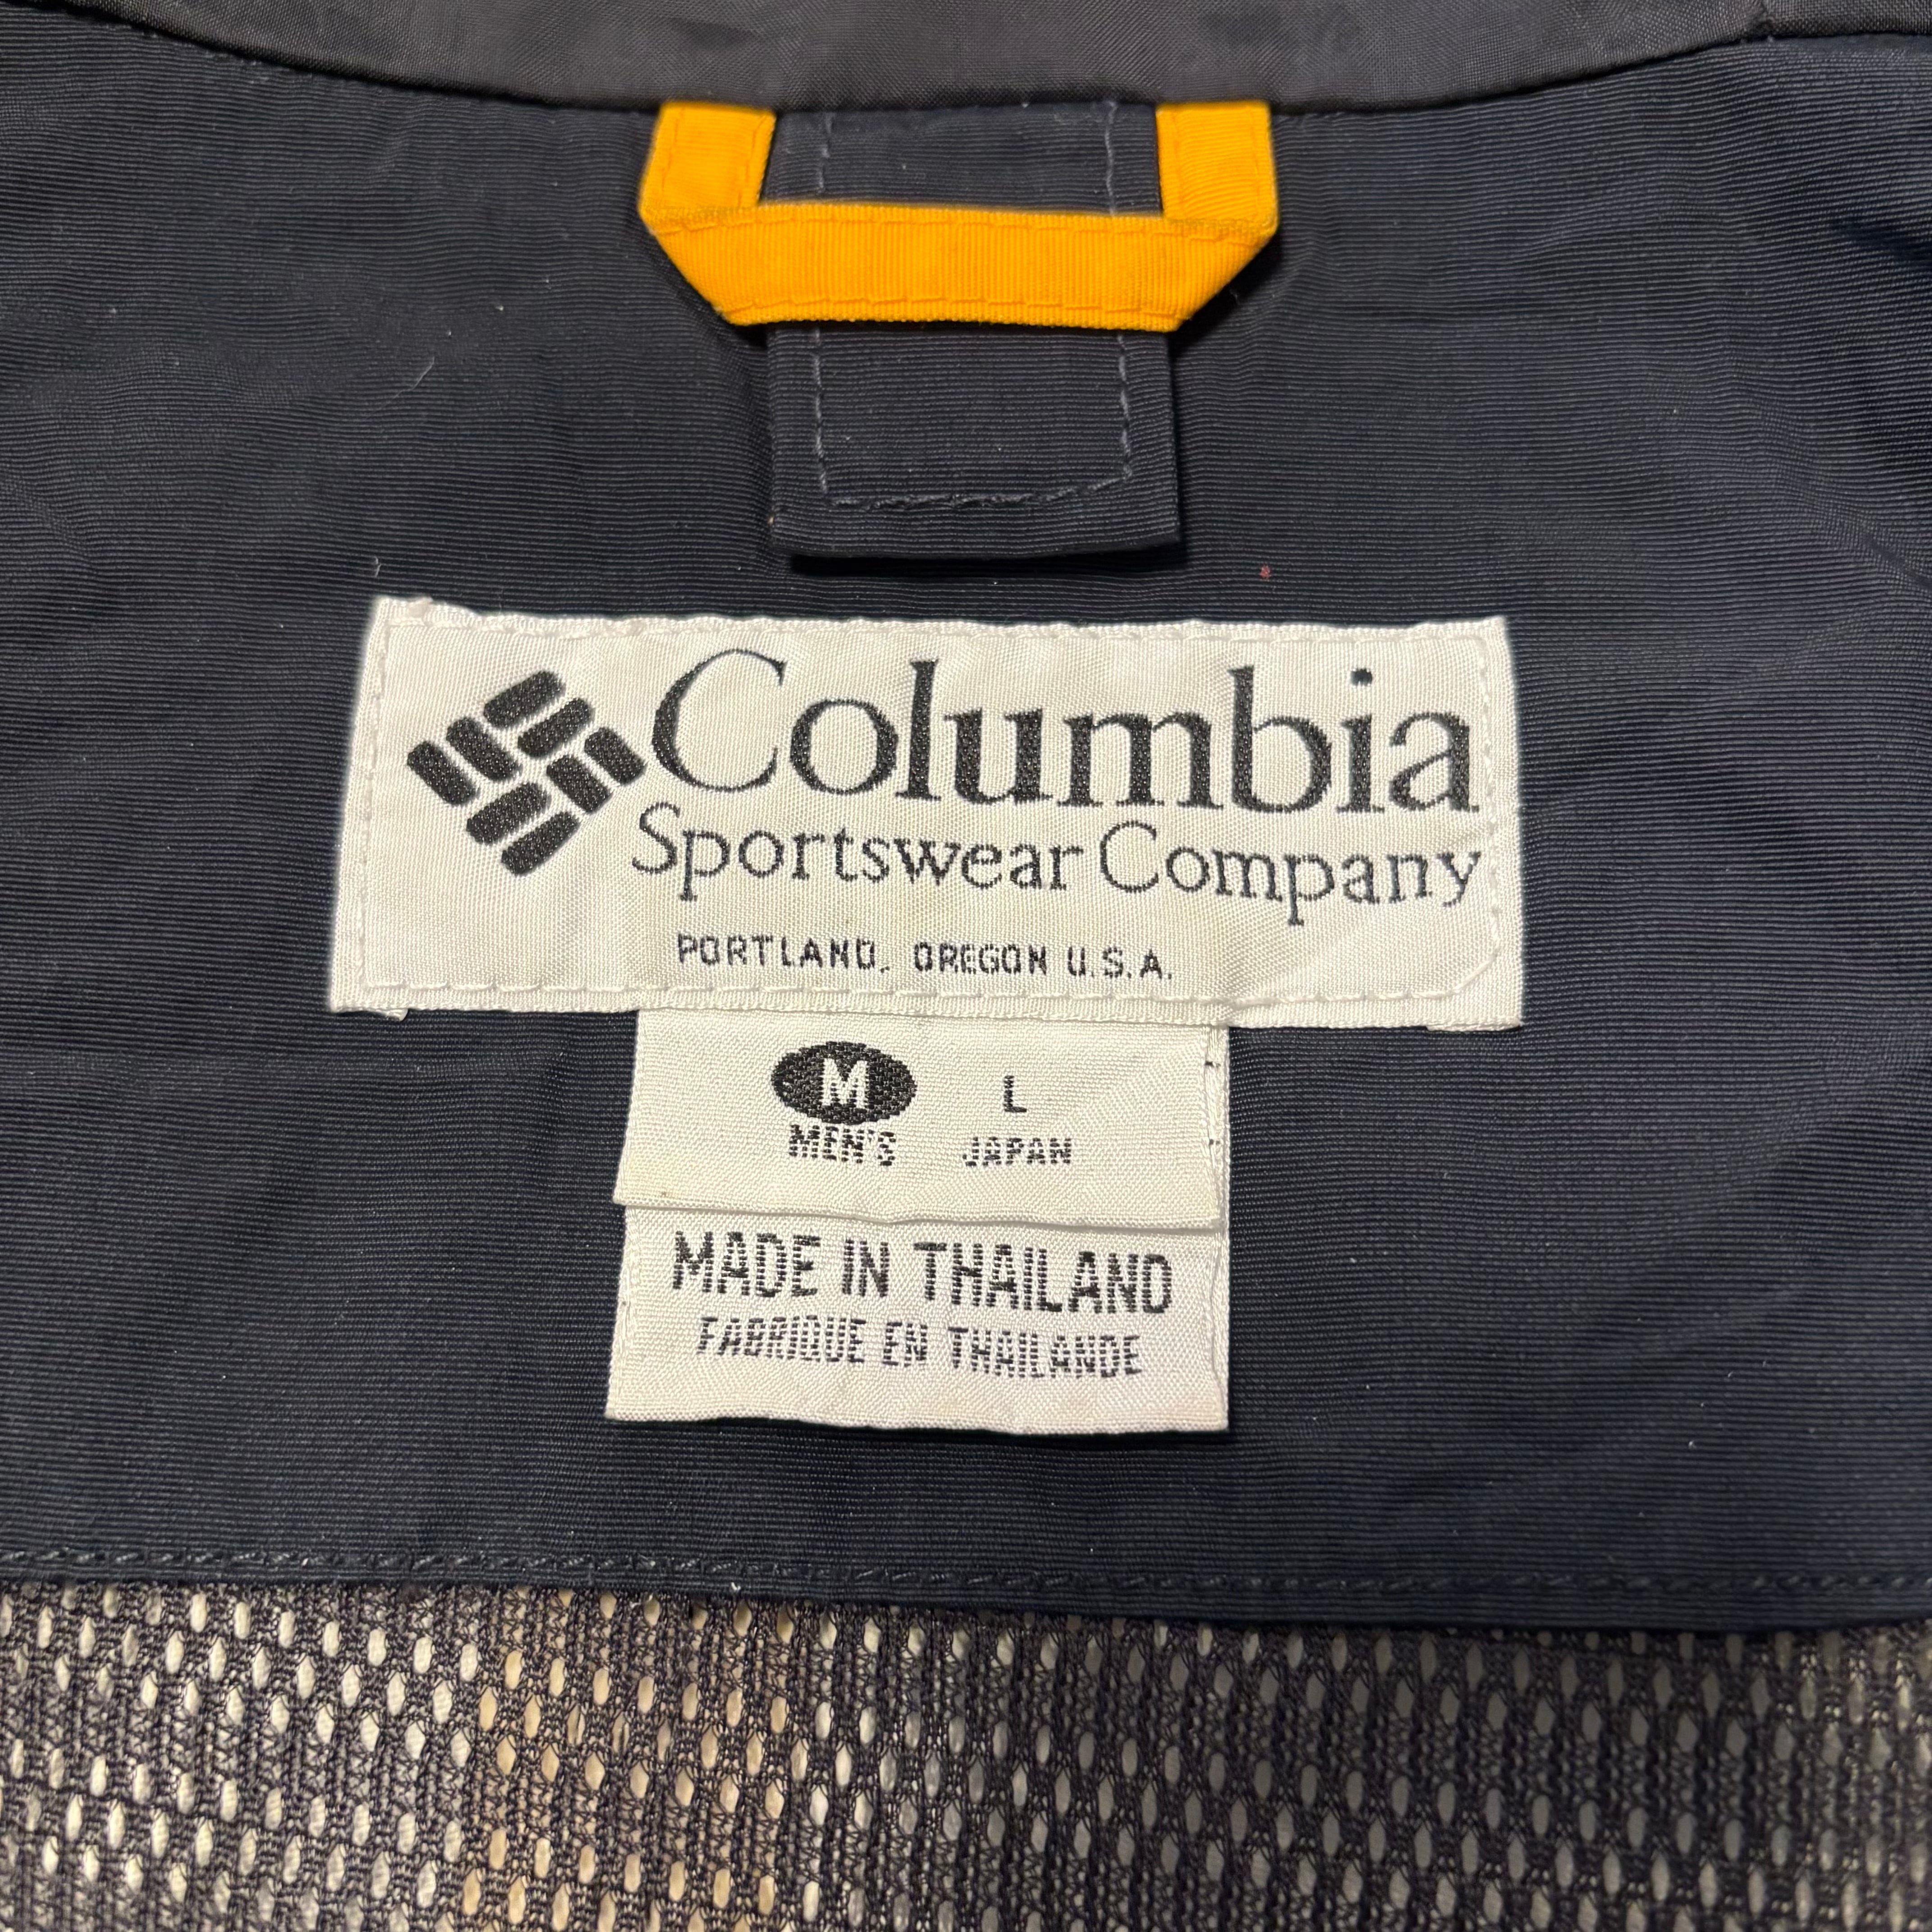 Columbia
Sportswear Company
PORTLAND, OREGON U.S.A.
M L
MEN'S JAPAN
MADE IN THAILAND
FABRIQUE EN THAILANDE